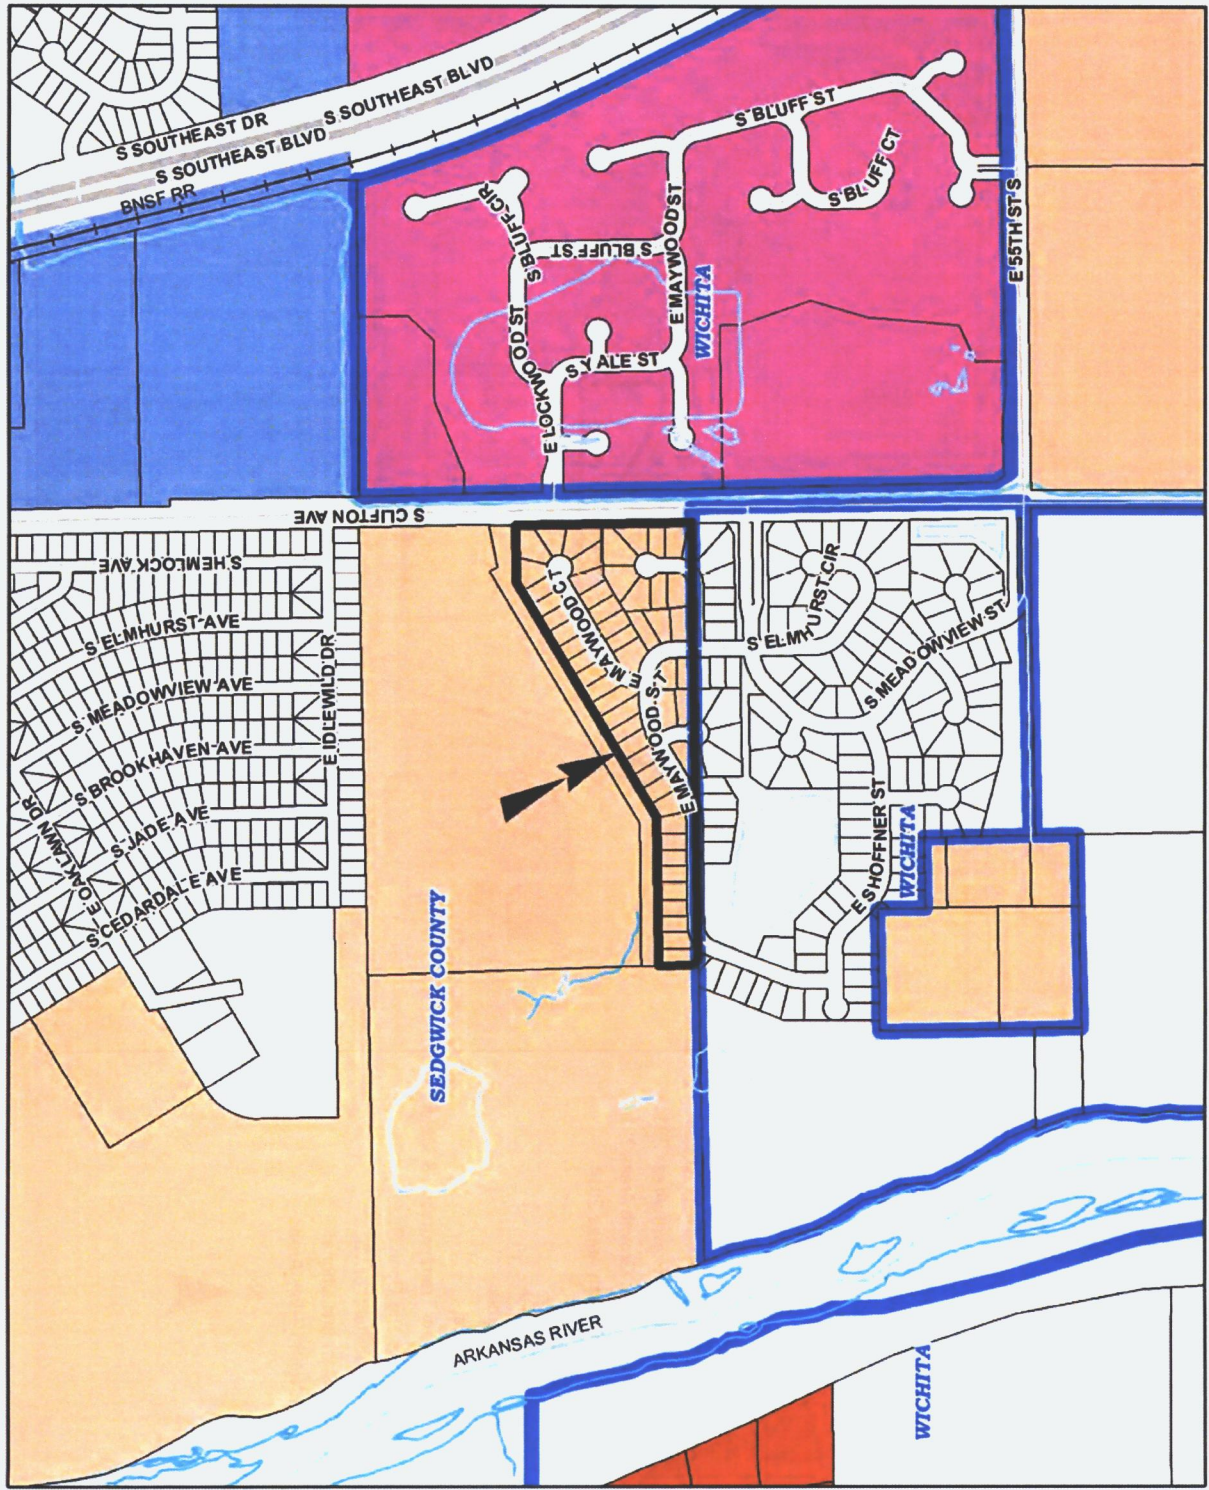 S SOUTHEAST DR
S SOUTHEAST BLVD
S SOUTHEAST BLVD
BNSF RR
S BLUFF ST
S BLUFF CT
S BLUFF CIR
S BLUFF ST
E MAYWOOD ST
WICHITA
E 55TH ST S
E LOCKWOOD ST
S YALE ST
S CLIFTON AVE
S HEMLOCK AVE
S ELMHURST AVE
S MEADOWVIEW AVE
S BROOKHAVEN AVE
S JADE AVE
S CEDARDALE AVE
E OAKLAWN DR
E IDLEWILD DR
E MAYWOOD CT
E MAYWOOD ST
S ELMHURST CIR
S MEADOWVIEW ST
E SHOFFNER ST
WICHITA
SEDGWICK COUNTY
ARKANSAS RIVER
WICHITA